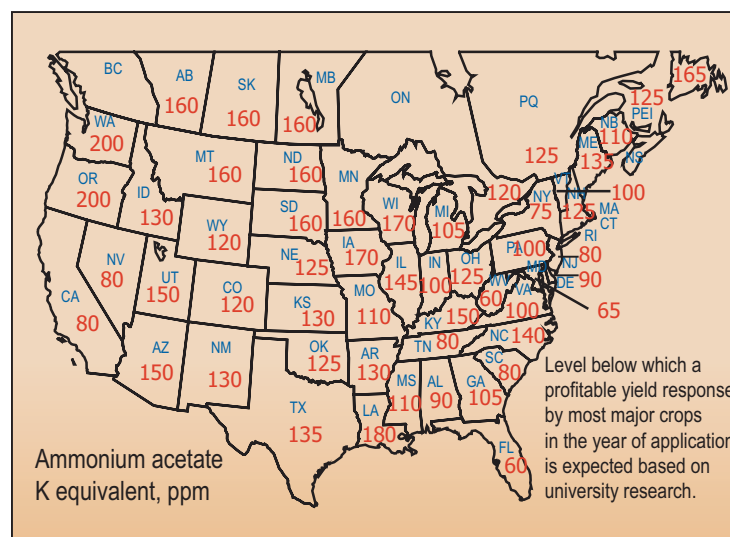 BC
AB
160
SK
160
MB
160
ON
PQ
125
165
125
PEI
NB
110
NS
ME
135
VT
NH
125
100
MA
CT
RI
80
NJ
90
DE
65
MD
WA
200
OR
200
ID
130
MT
160
ND
160
MN
160
SD
160
WY
120
WI
170
MI
105
120
NY
75
NE
125
IA
170
IL
145
IN
100
OH
125
PA
100
WV
60
VA
100
NV
80
UT
150
CO
120
KS
130
MO
110
KY
150
CA
80
AZ
150
NM
130
OK
125
AR
130
TN
80
NC
140
SC
80
MS
110
AL
90
GA
105
TX
135
LA
180
FL
60
Level below which a
profitable yield response
by most major crops
in the year of application
is expected based on
university research.
Ammonium acetate
K equivalent, ppm